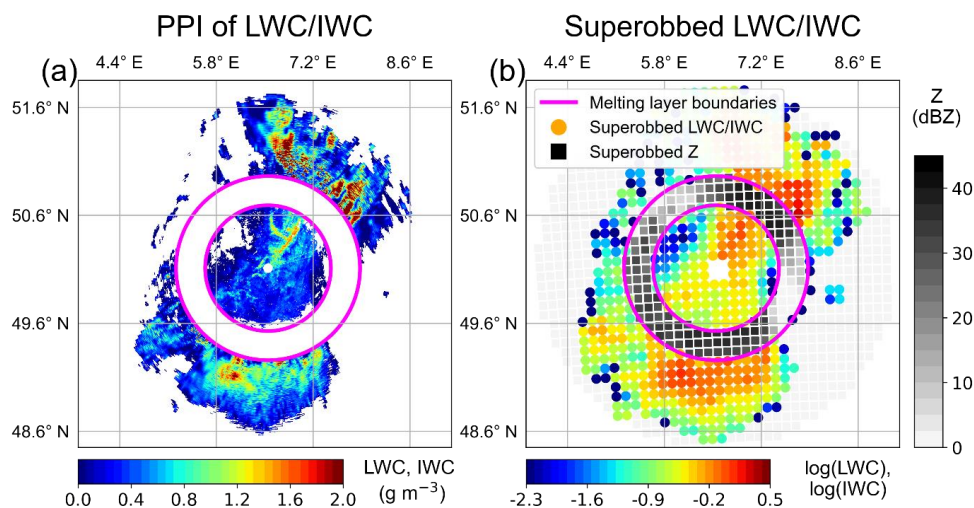 PPI of LWC/IWC
Superobbed LWC/IWC
4.4° E 5.8° E 7.2° E 8.6° E
4.4° E 5.8° E 7.2° E 8.6° E
(a)
(b)
Z
(dBZ)
51.6° N
50.6° N
49.6° N
48.6° N
51.6° N
50.6° N
49.6° N
48.6° N
Melting layer boundaries
Superobbed LWC/IWC
Superobbed Z
40
30
20
10
0
LWC, IWC
(g m⁻³)
0.0 0.4 0.8 1.2 1.6 2.0
log(LWC),
log(IWC)
-2.3 -1.6 -0.9 -0.2 0.5